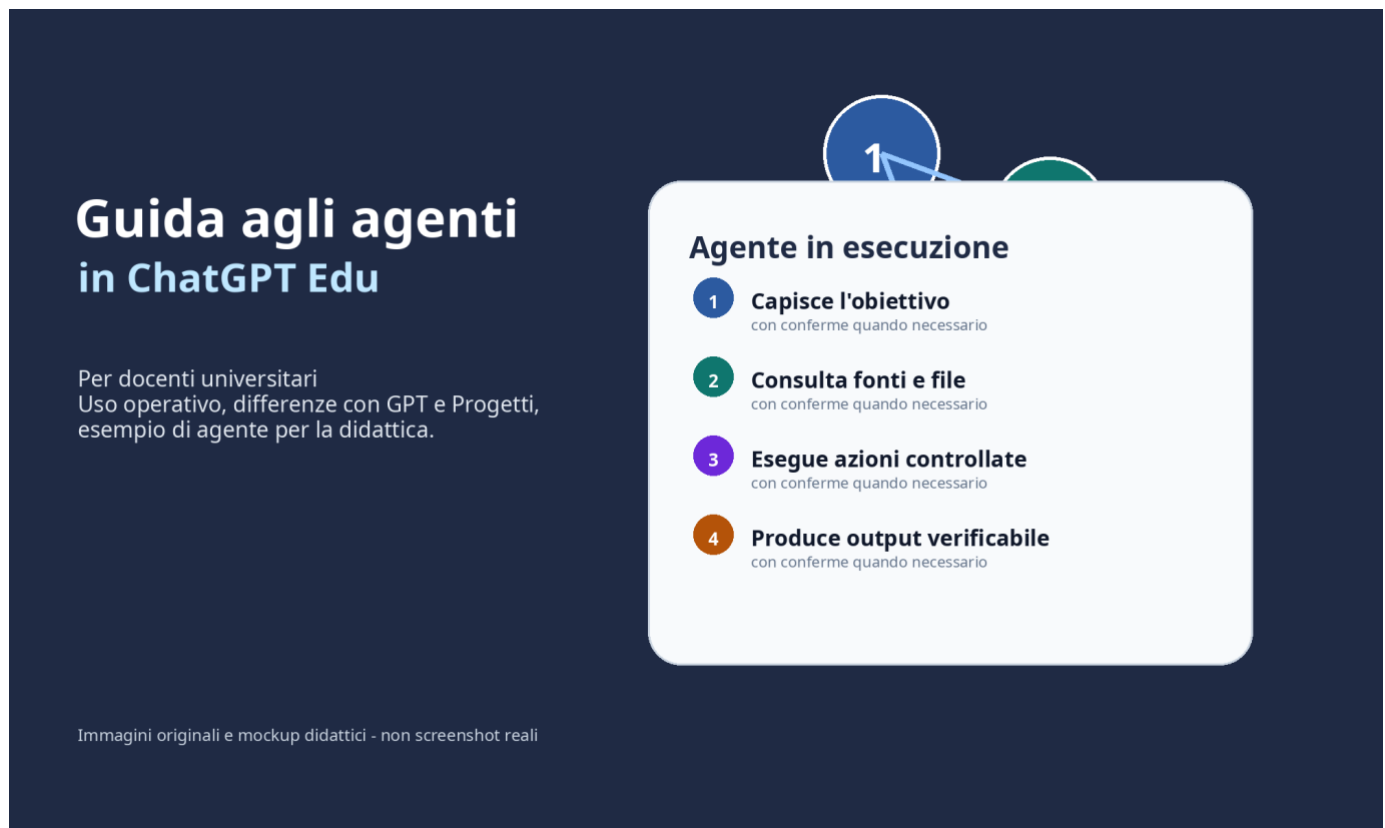 Guida agli agenti
in ChatGPT Edu
Per docenti universitari
Uso operativo, differenze con GPT e Progetti,
esempio di agente per la didattica.
Immagini originali e mockup didattici - non screenshot reali
1
Agente in esecuzione
1 Capisce l'obiettivo
con conferme quando necessario
2 Consulta fonti e file
con conferme quando necessario
3 Esegue azioni controllate
con conferme quando necessario
4 Produce output verificabile
con conferme quando necessario